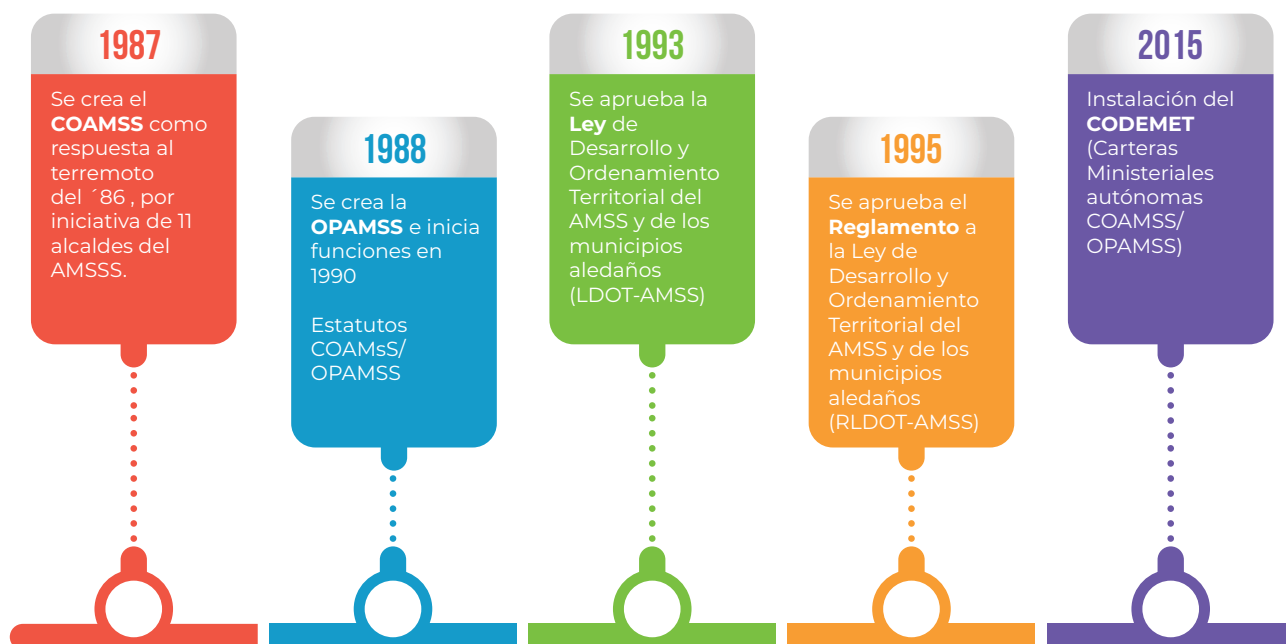 1987
Se crea el
COAMSS como
respuesta al
terremoto
del ´86 , por
iniciativa de 11
alcaldes del
AMSSS.
1988
Se crea la
OPAMSS e inicia
funciones en
1990
Estatutos
COAMsS/
OPAMSS
1993
Se aprueba la
Ley de
Desarrollo y
Ordenamiento
Territorial del
AMSS y de los
municipios
aledaños
(LDOT-AMSS)
1995
Se aprueba el
Reglamento a
la Ley de
Desarrollo y
Ordenamiento
Territorial del
AMSS y de los
municipios
aledaños
(RLDOT-AMSS)
2015
Instalación del
CODEMET
(Carteras
Ministeriales
autónomas
COAMSS/
OPAMSS)